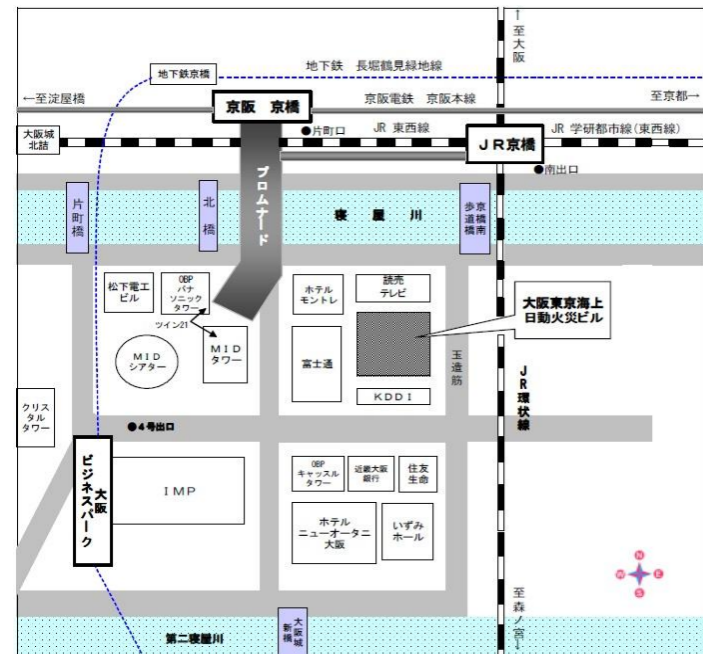 ↑至大阪
地下鉄 長堀鶴見緑地線
地下鉄京橋
←至淀屋橋
京阪 京橋
京阪電鉄 京阪本線
至京都→
大阪城
北詰
●片町口
JR 東西線
JR京橋
JR 学研都市線(東西線)
●南出口
プロムナード
片町橋
北橋
寝屋川
京橋南
歩道橋
松下電工
ビル
OBP
パナ
ソニック
タワー
ホテル
モントレ
読売
テレビ
大阪東京海上
日動火災ビル
ツイン21
MID
シアター
MID
タワー
富士通
玉造筋
JR環状線
KDDI
クリ
スタル
タワー
●4号出口
大阪
ビジネスパーク
IMP
OBP
キャッスル
タワー
近畿大阪
銀行
住友
生命
ホテル
ニューオータニ
大阪
いずみ
ホール
N
W
E
S
至森ノ宮↓
大阪城
新橋
第二寝屋川